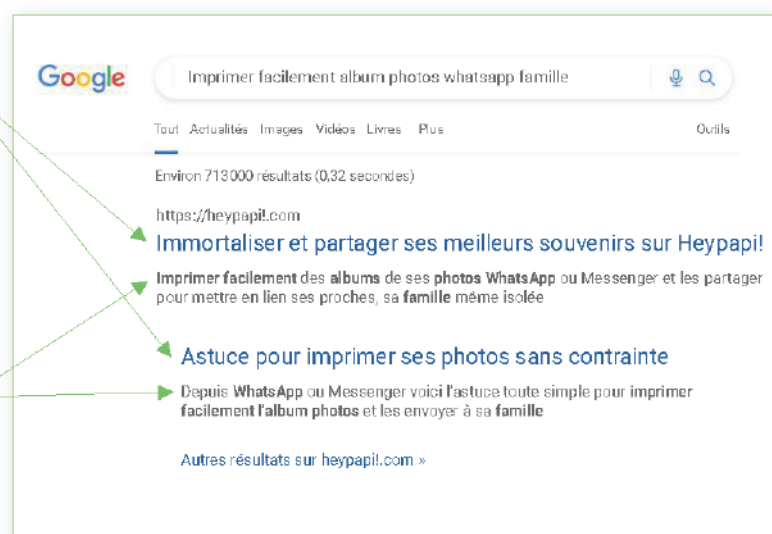 Google
Imprimer facilement album photos whatsapp famille
Tout Actualités Images Vidéos Livres Plus Outils
Environ 713000 résultats (0,32 secondes)
https://heypapi!.com
Immortaliser et partager ses meilleurs souvenirs sur Heypapi!
Imprimer facilement des albums de ses photos WhatsApp ou Messenger et les partager
pour mettre en lien ses proches, sa famille même isolée
Astuce pour imprimer ses photos sans contrainte
Depuis WhatsApp ou Messenger voici l'astuce toute simple pour imprimer
facilement l'album photos et les envoyer à sa famille
Autres résultats sur heypapi!.com »